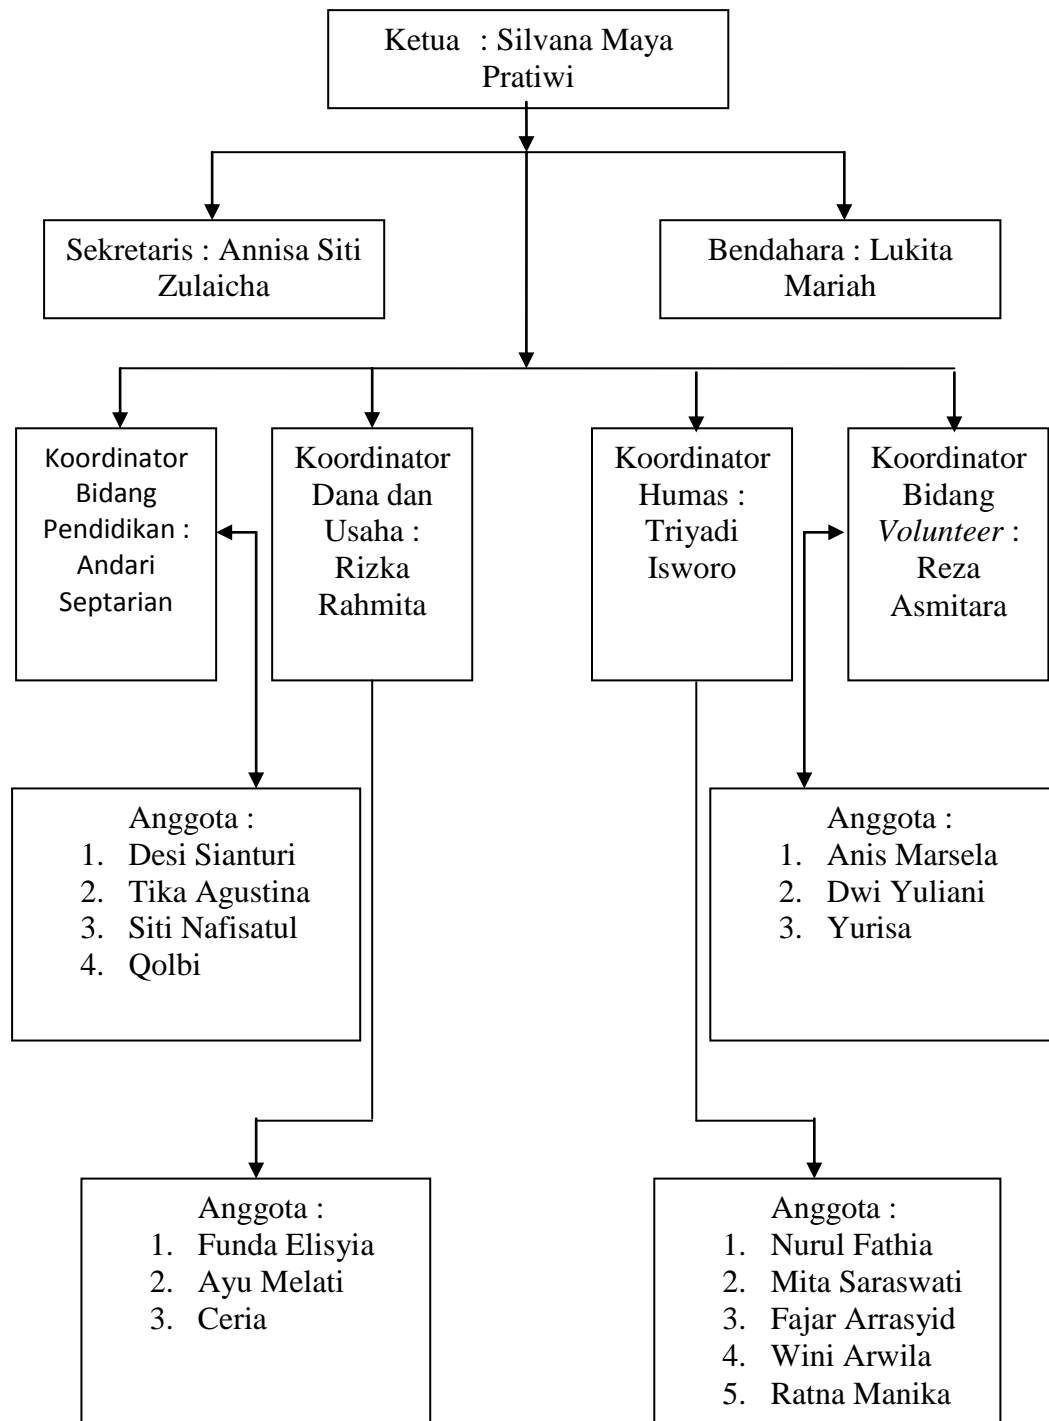 Ketua : Silvana Maya
Pratiwi
Sekretaris : Annisa Siti
Zulaicha
Bendahara : Lukita
Mariah
Koordinator
Bidang
Pendidikan :
Andari
Septarian
Koordinator
Dana dan
Usaha :
Rizka
Rahmita
Koordinator
Humas :
Triyadi
Isworo
Koordinator
Bidang
Volunteer :
Reza
Asmitara
Anggota :
1. Desi Sianturi
2. Tika Agustina
3. Siti Nafisatul
4. Qolbi
Anggota :
1. Anis Marsela
2. Dwi Yuliani
3. Yurisa
Anggota :
1. Funda Elisyia
2. Ayu Melati
3. Ceria
Anggota :
1. Nurul Fathia
2. Mita Saraswati
3. Fajar Arrasyid
4. Wini Arwila
5. Ratna Manika